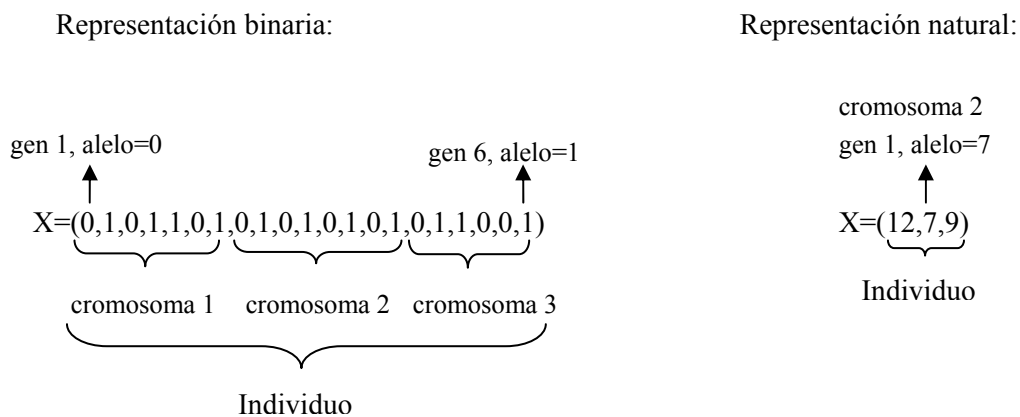 Representación binaria:
Representación natural:
cromosoma 2
gen 1, alelo=0
gen 6, alelo=1
gen 1, alelo=7
X=(0,1,0,1,1,0,1,0,1,0,1,0,1,0,1,0,1,1,0,0,1)
X=(12,7,9)
cromosoma 1
cromosoma 2
cromosoma 3
Individuo
Individuo